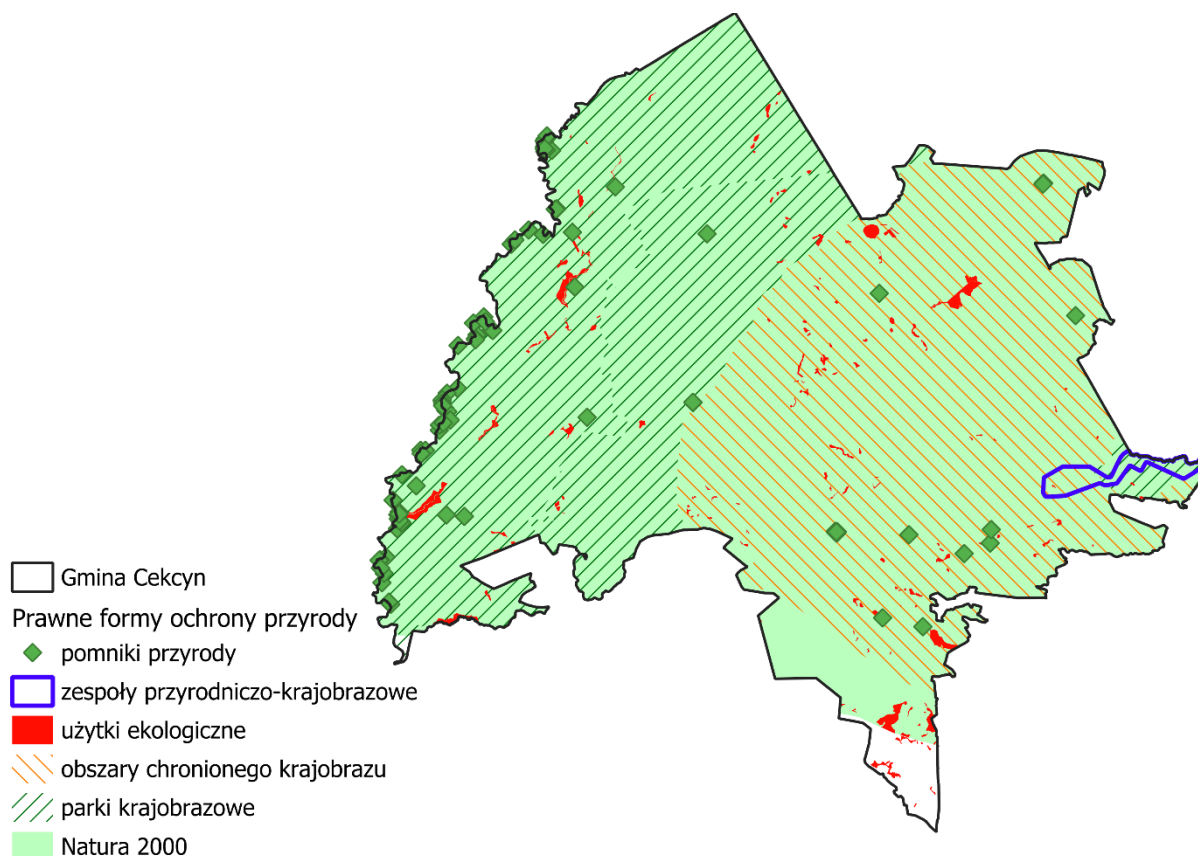 Gmina Cekcyn
Prawne formy ochrony przyrody
pomniki przyrody
zespoły przyrodniczo-krajobrazowe
użytki ekologiczne
obszary chronionego krajobrazu
parki krajobrazowe
Natura 2000